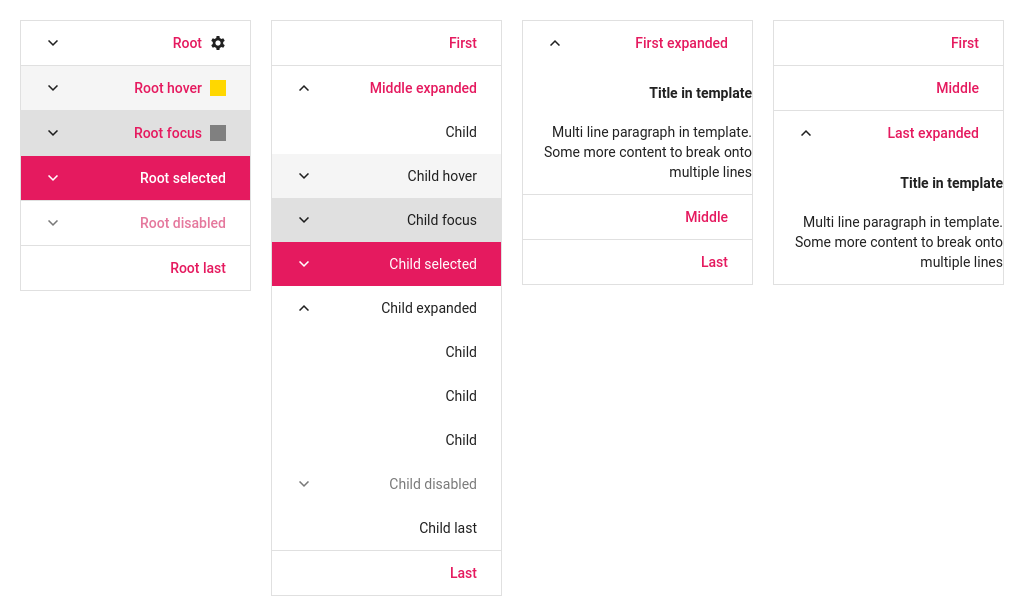 Root
Root hover
Root focus
Root selected
Root disabled
Root last
First
Middle expanded
Child
Child hover
Child focus
Child selected
Child expanded
Child
Child
Child
Child disabled
Child last
Last
First expanded
Title in template
Multi line paragraph in template.
Some more content to break onto
multiple lines
Middle
Last
First
Middle
Last expanded
Title in template
Multi line paragraph in template.
Some more content to break onto
multiple lines